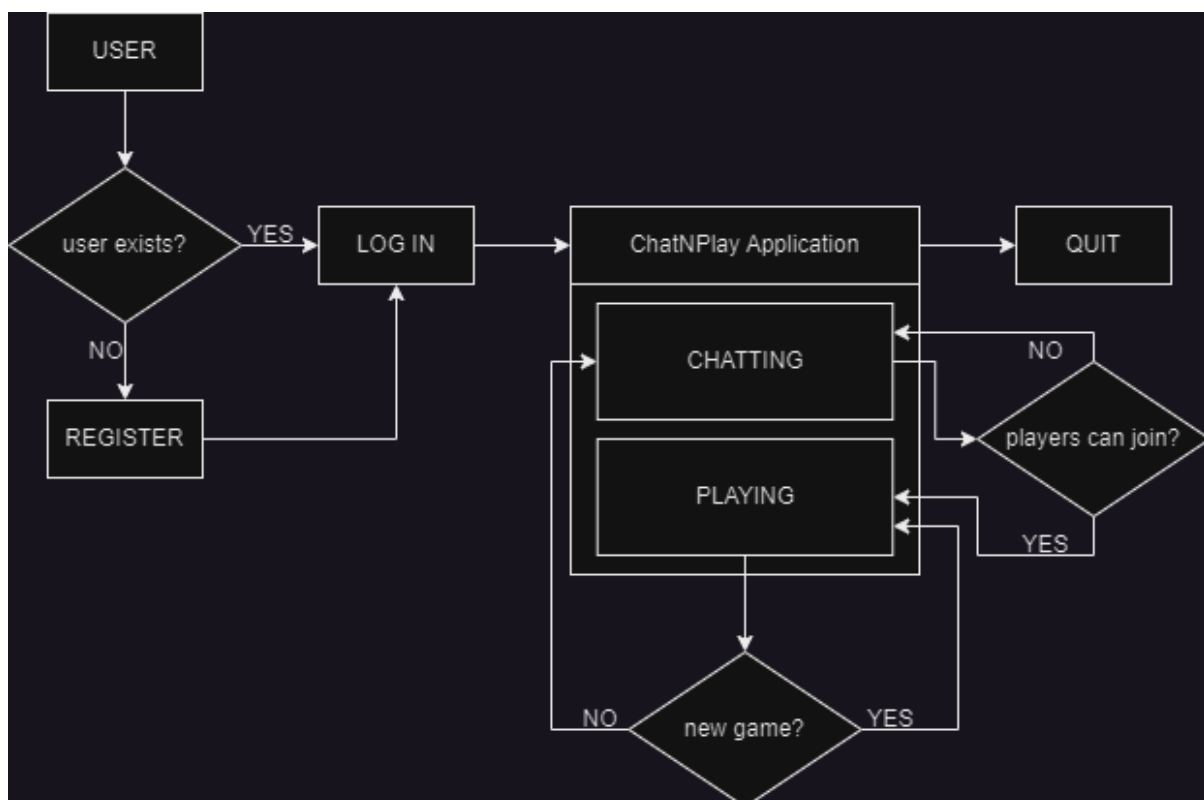 USER
user exists?
YES
LOG IN
ChatNPlay Application
QUIT
NO
REGISTER
CHATTING
NO
players can join?
PLAYING
YES
new game?
NO
YES